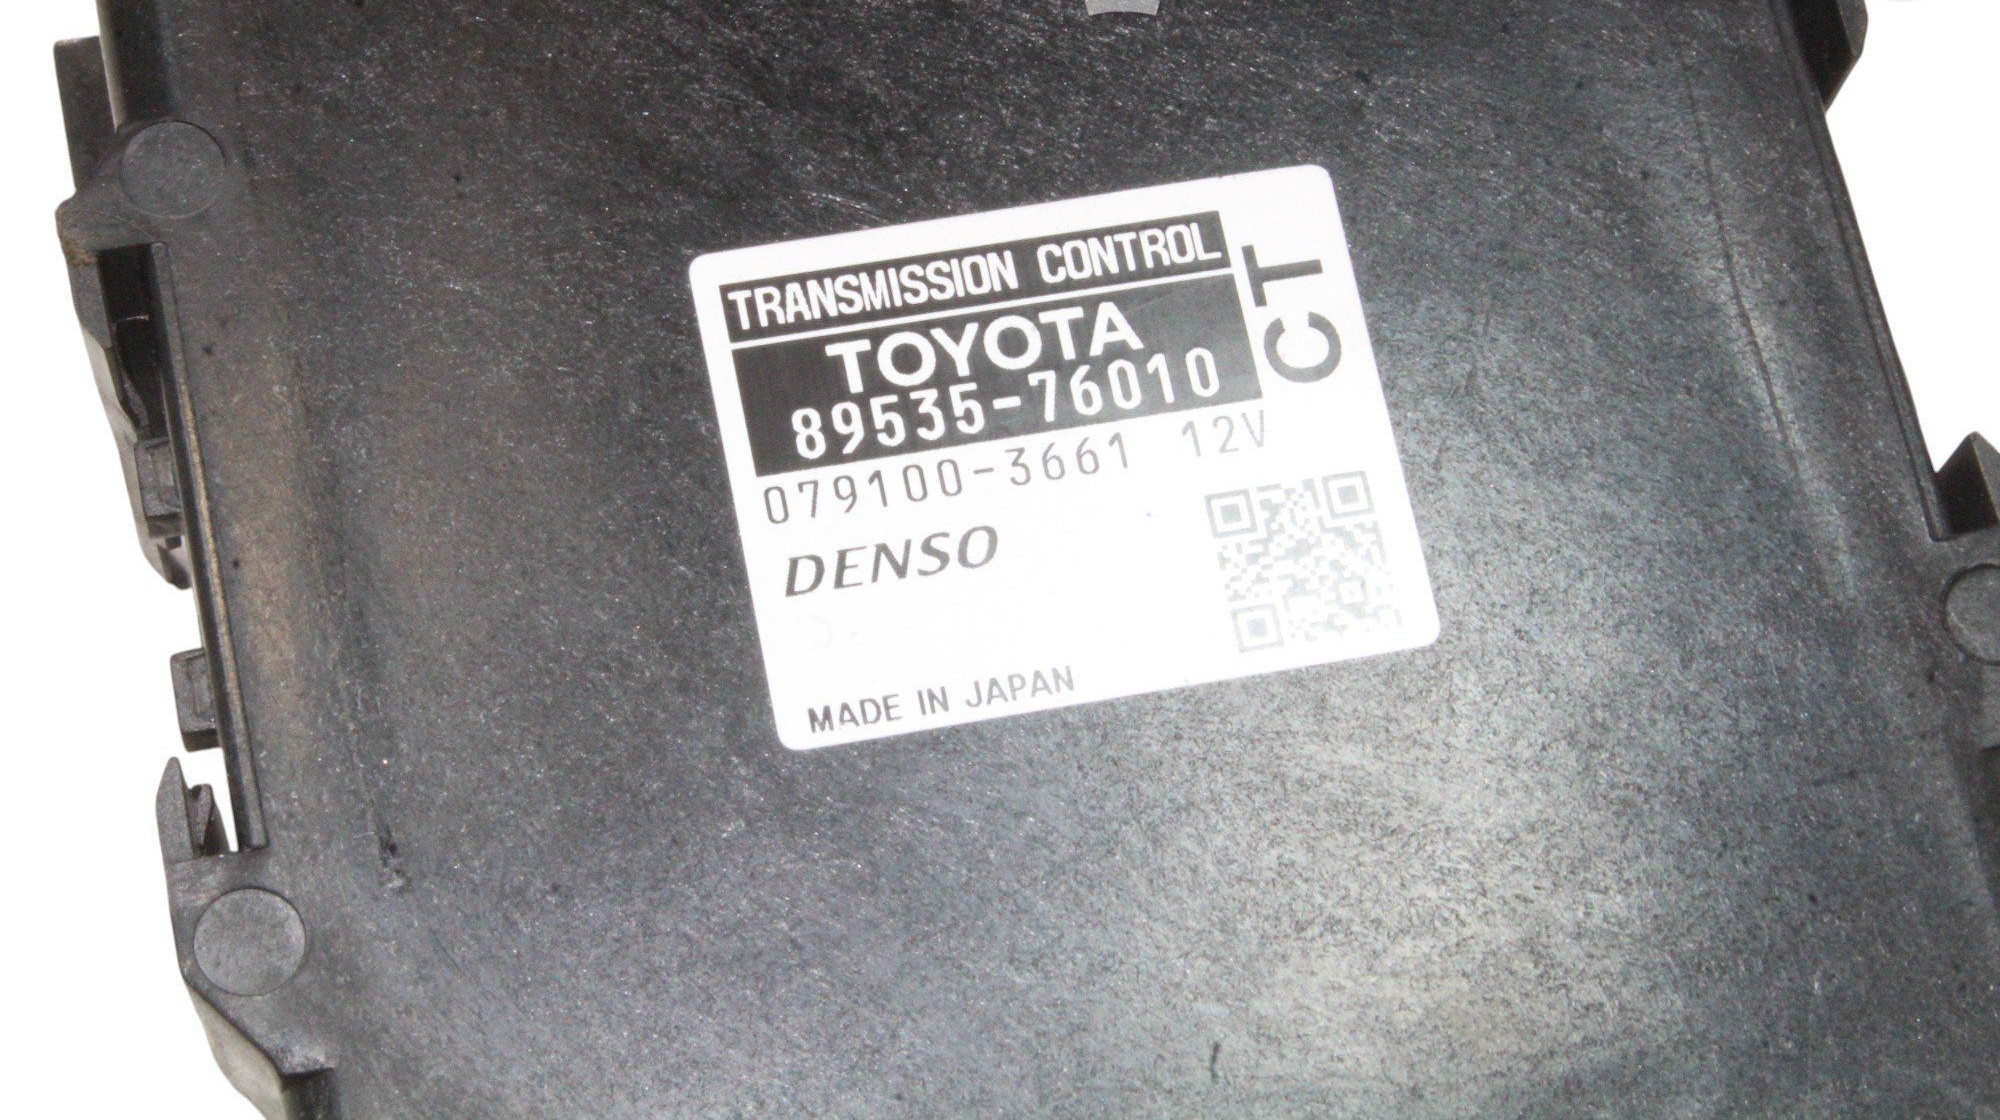 TRANSMISSION CONTROL
TOYOTA
89535-76010
CT
079100-3661 12V
DENSO
MADE IN JAPAN